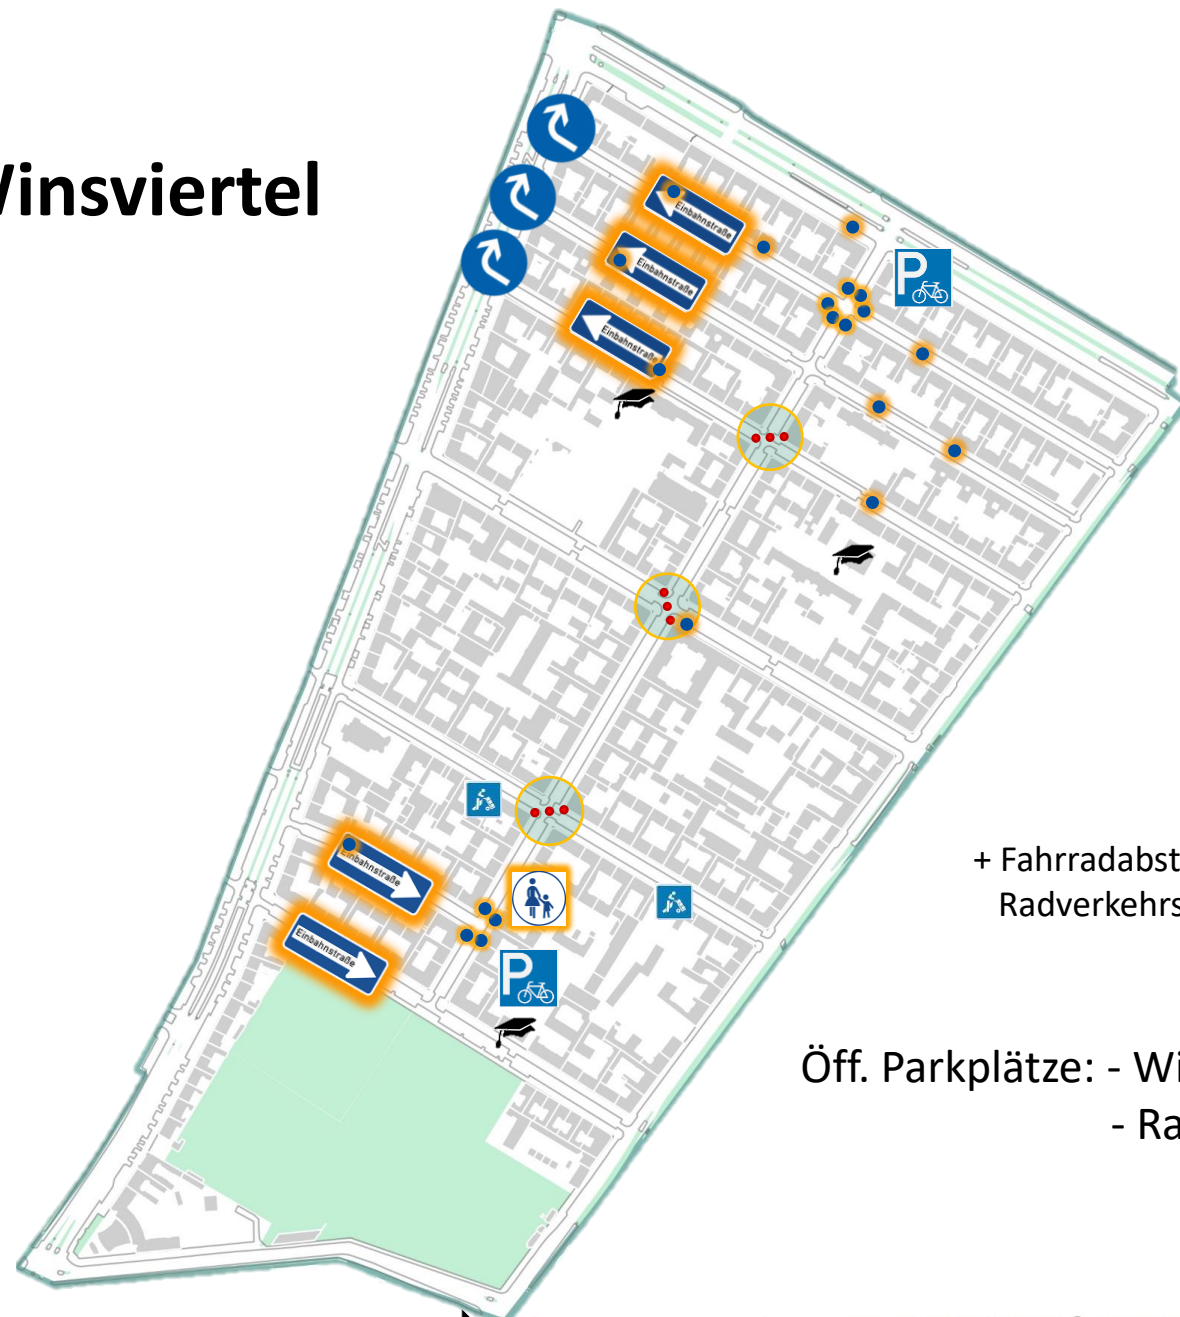 Winsviertel
Einbahnstraße
Einbahnstraße
Einbahnstraße
P
Einbahnstraße
Einbahnstraße
P
+ Fahrradabst
Radverkehrs
Öff. Parkplätze: - Wi
- Ra